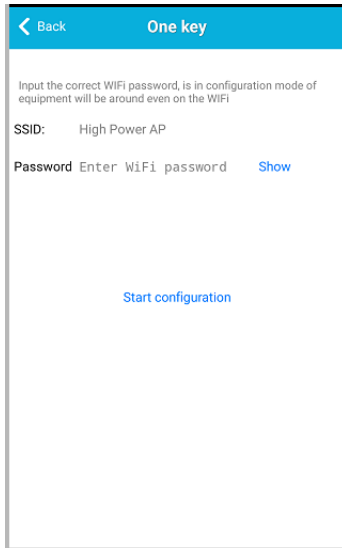 Back One key
Input the correct WIFi password, is in configuration mode of
equipment will be around even on the WIFi
SSID: High Power AP
Password Enter WiFi password Show
Start configuration